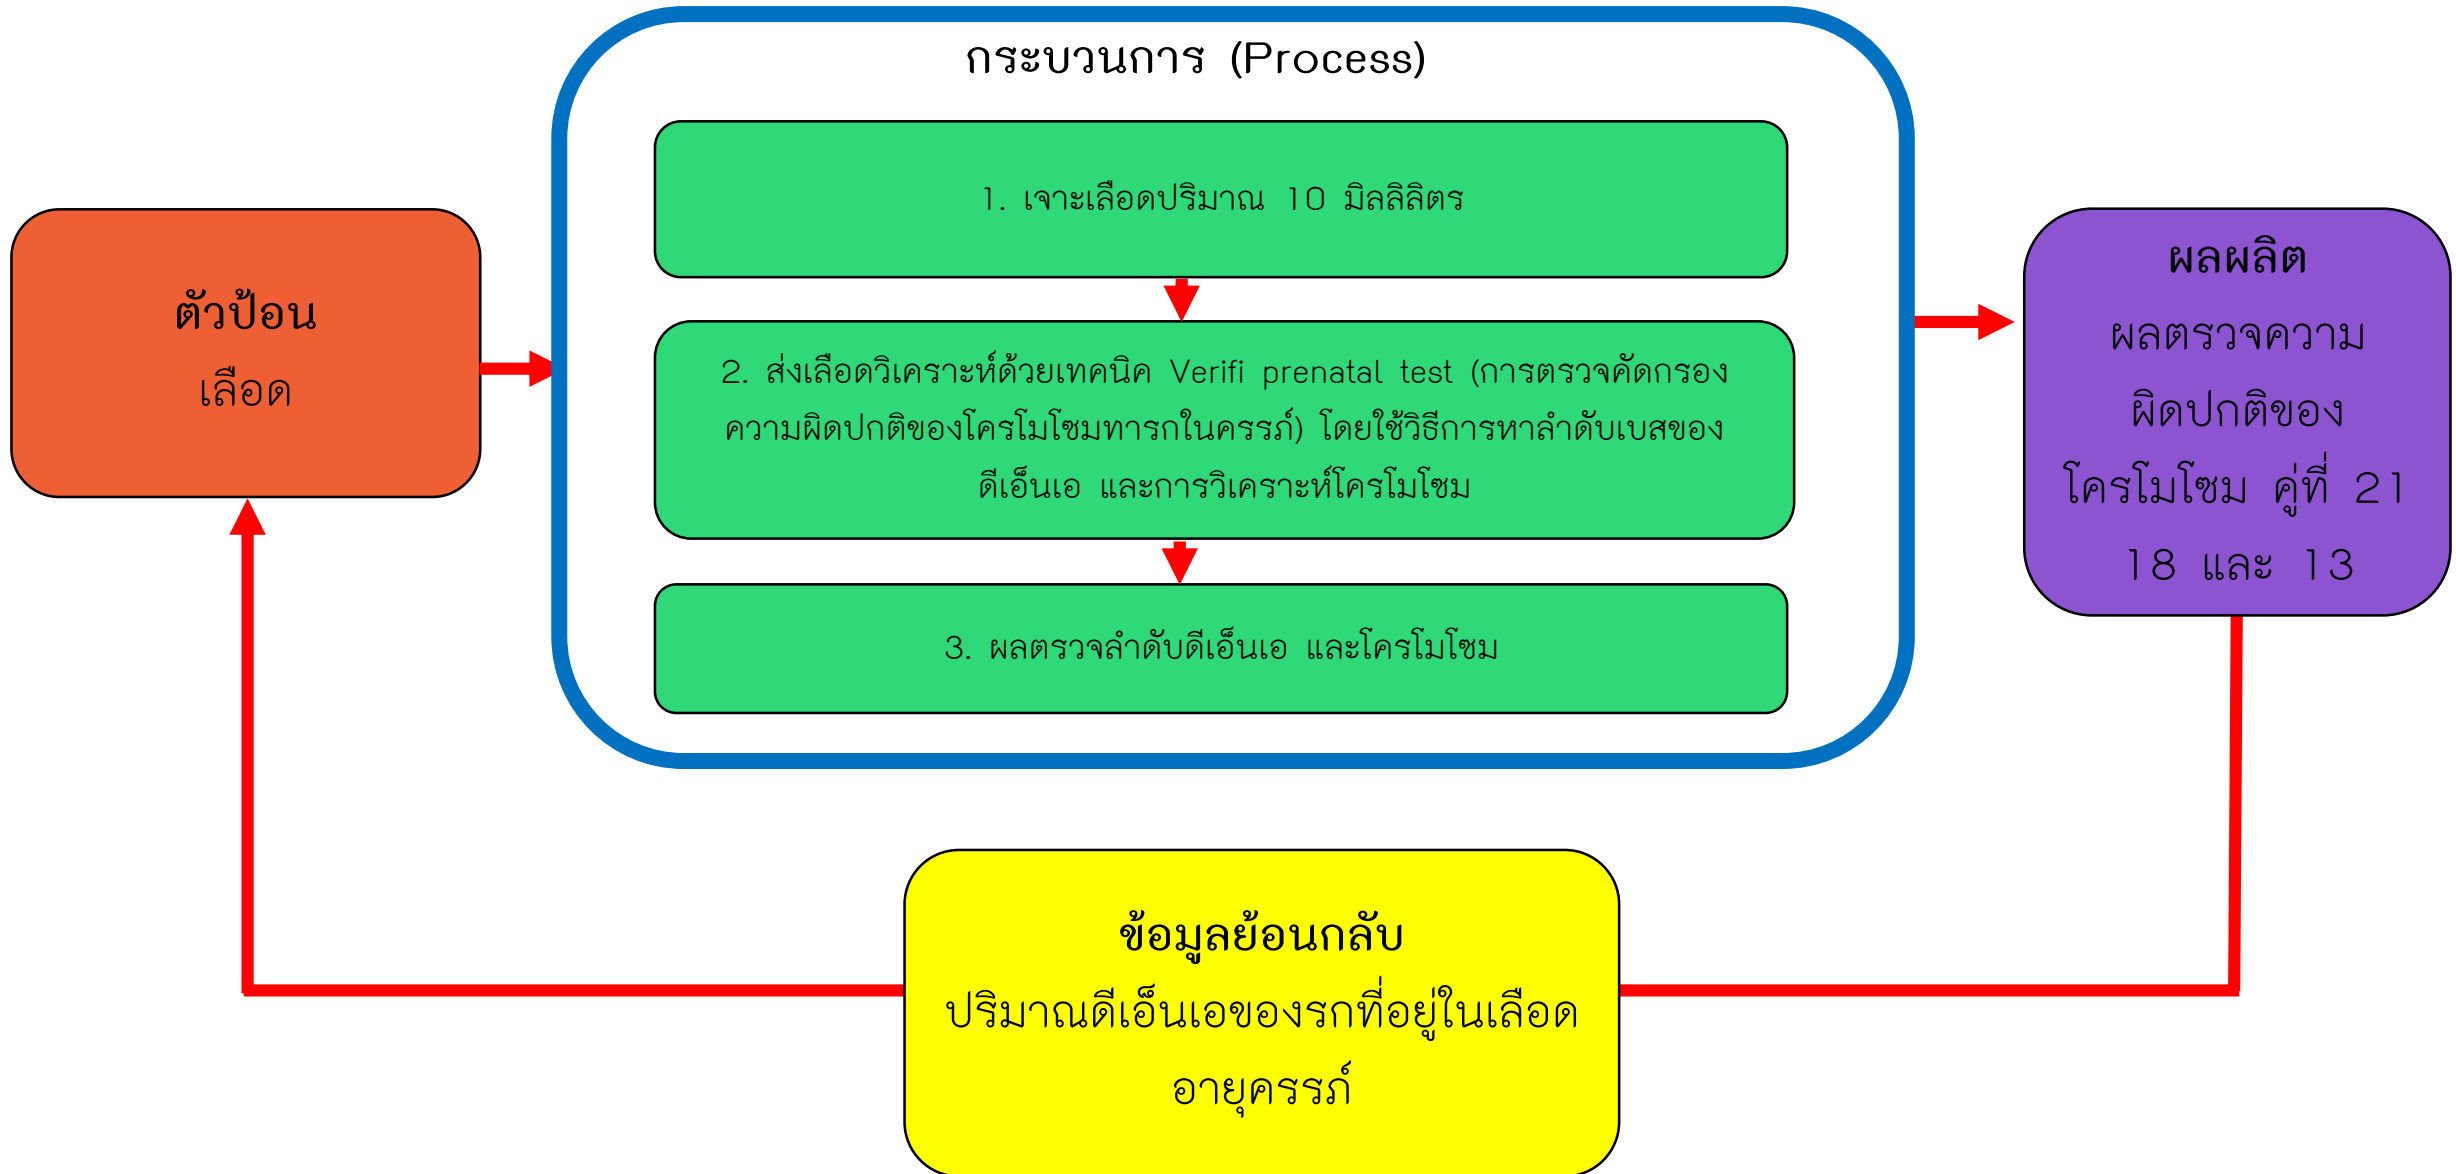 กระบวนการ (Process)
ตัวป้อน
เลือด
1. เจาะเลือดปริมาณ 10 มิลลิลิตร
2. ส่งเลือดวิเคราะห์ด้วยเทคนิค Verifi prenatal test (การตรวจคัดกรอง
ความผิดปกติของโครโมโซมทารกในครรภ์) โดยใช้วิธีการหาลำดับเบสของ
ดีเอ็นเอ และการวิเคราะห์โครโมโซม
3. ผลตรวจลำดับดีเอ็นเอ และโครโมโซม
ผลผลิต
ผลตรวจความ
ผิดปกติของ
โครโมโซม คู่ที่ 21
18 และ 13
ข้อมูลย้อนกลับ
ปริมาณดีเอ็นเอของรกที่อยู่ในเลือด
อายุครรภ์